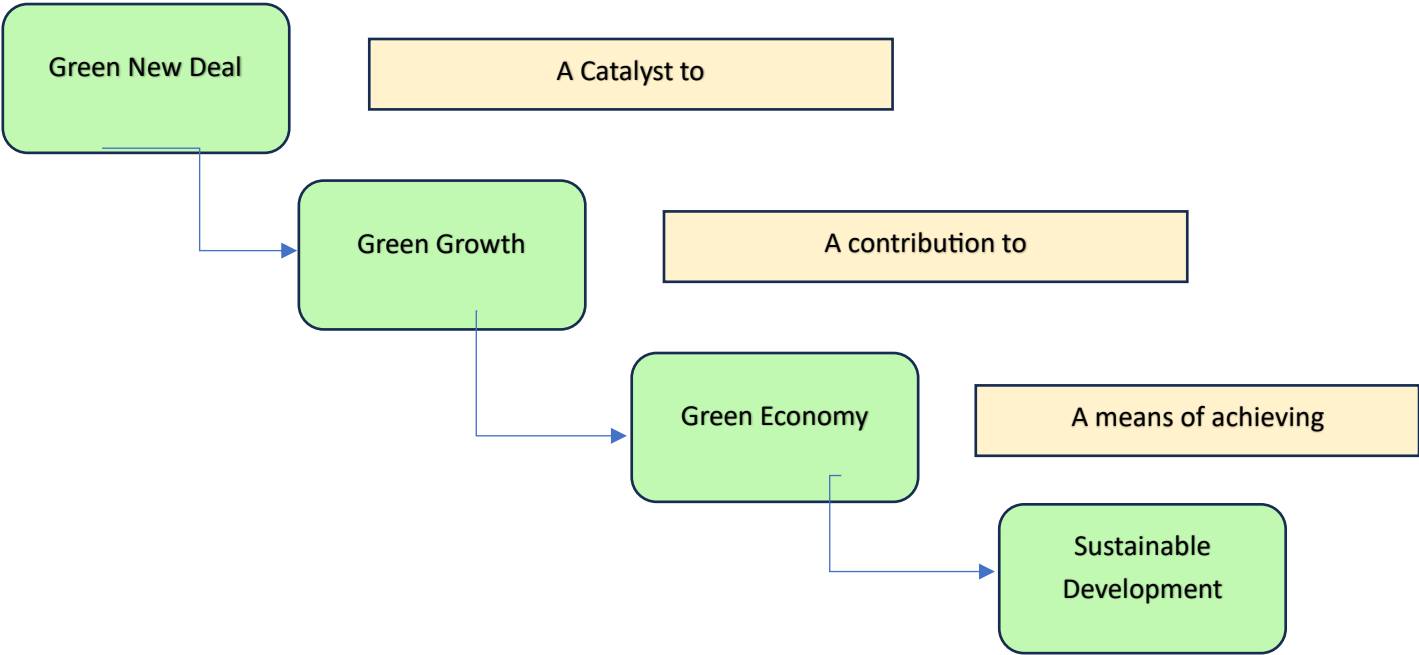 Green New Deal
A Catalyst to
Green Growth
A contribution to
Green Economy
A means of achieving
Sustainable
Development